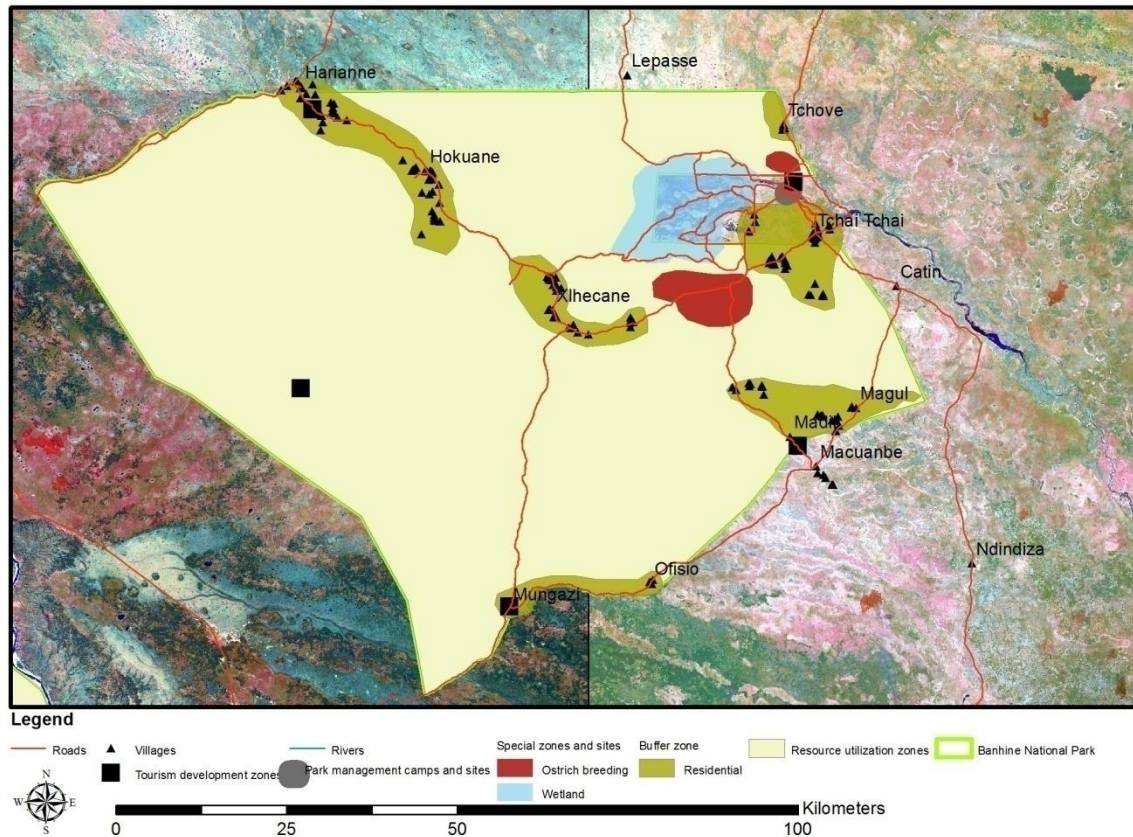 Harianne
Lepasse
Tchove
Hokuane
Tchai Tchai
Catin
Xlhecane
Magul
Madil
Macuanbe
Ndindiza
Ofisio
Mungazi
Legend
Roads
Villages
Rivers
Special zones and sites
Buffer zone
Resource utilization zones
Banhine National Park
Tourism development zones
Park management camps and sites
Ostrich breeding
Residential
Wetland
N
W
E
S
Kilometers
0 25 50 100